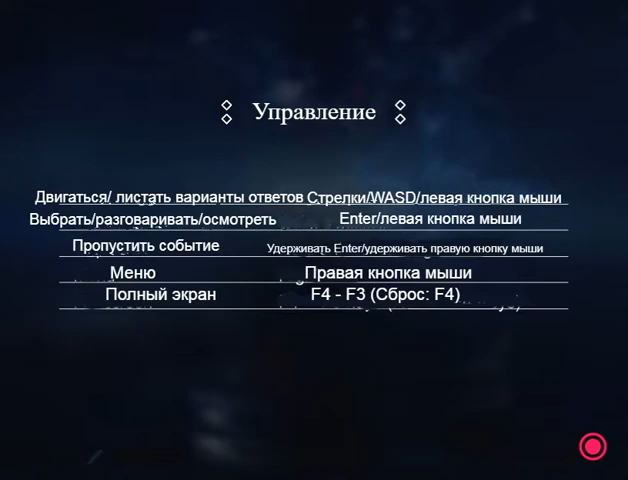 Управление
Двигаться/ листать варианты ответов Стрелки/WASD/левая кнопка мыши
Выбрать/разговаривать/осмотреть Enter/левая кнопка мыши
Пропустить событие Удерживать Enter/удерживать правую кнопку мыши
Меню Правая кнопка мыши
Полный экран F4 - F3 (Сброс: F4)